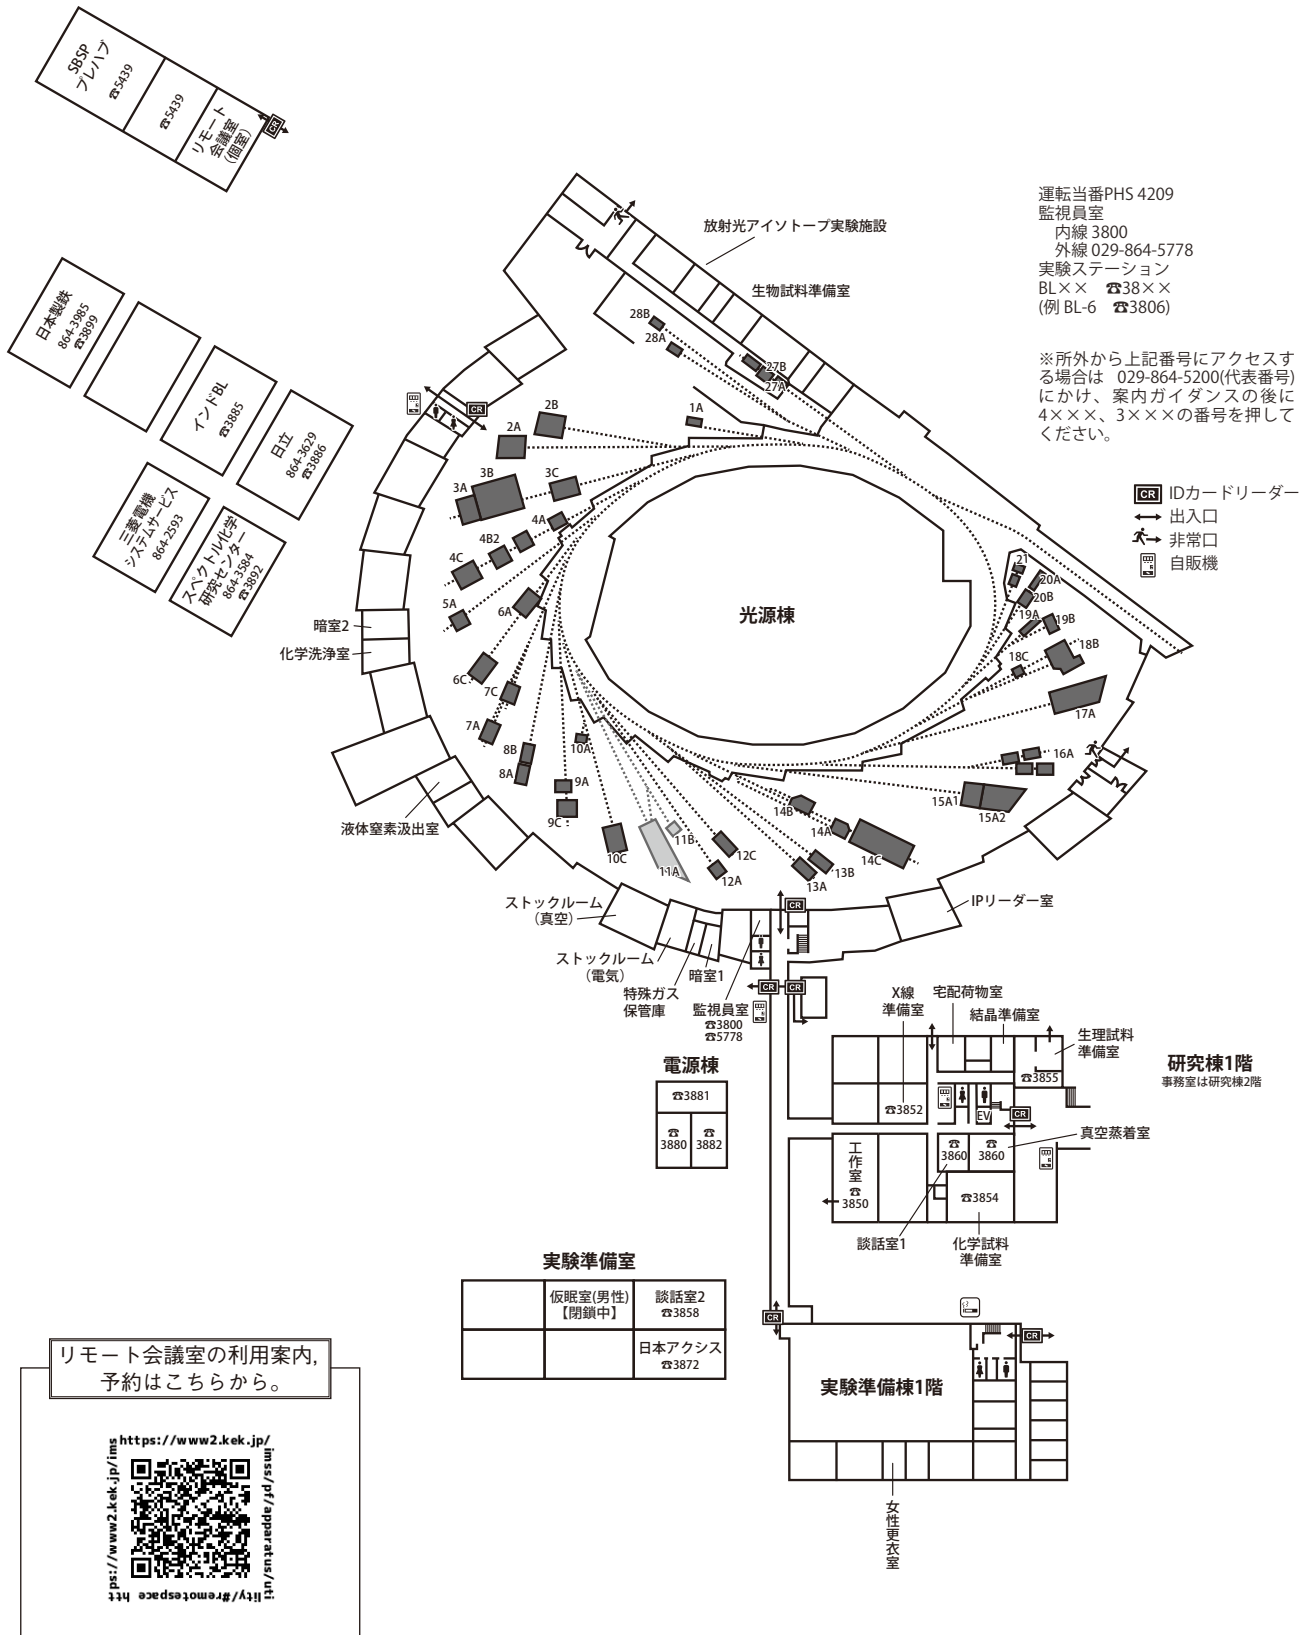 SBSP
プレハブ
☎5439
☎5439
リモート
会議室
(個室)
CR
運転当番PHS 4209
監視員室
内線 3800
外線 029-864-5778
実験ステーション
BL×× ☎38××
(例 BL-6 ☎3806)
※所外から上記番号にアクセスす
る場合は 029-864-5200(代表番号)
にかけ、案内ガイダンスの後に
4×××、3×××の番号を押して
ください。
CR IDカードリーダー
出入口
非常口
自販機
放射光アイソトープ実験施設
生物試料準備室
日本製鉄
864-3985
☎3899
インドBL
☎3885
日立
864-3629
☎3886
三菱電機
システムサービス
864-2593
スペクトル化学
研究センター
864-3584
☎3892
28B
28A
27B
27A
CR
2B
2A
1A
3B
3A
3C
4A
4B2
4C
5A
6A
6C
7C
7A
8B
8A
9A
9C
10A
10C
11A
11B
12A
12C
13A
13B
14A
14B
14C
15A1
15A2
16A
17A
18B
18C
19A
19B
20A
20B
21
光源棟
暗室2
化学洗浄室
液体窒素汲出室
ストックルーム
(真空)
ストックルーム
(電気)
特殊ガス
保管庫
暗室1
監視員室
☎3800
☎5778
CR
CR
CR
IPリーダー室
電源棟
☎3881
☎
3880
☎
3882
X線
準備室
宅配荷物室
結晶準備室
生理試料
準備室
☎3855
☎3852
EV
CR
研究棟1階
事務室は研究棟2階
真空蒸着室
工作室
☎
3850
☎
3860
☎
3860
☎3854
談話室1
化学試料
準備室
実験準備室
仮眠室(男性)
【閉鎖中】
談話室2
☎3858
日本アクシス
☎3872
CR
CR
実験準備棟1階
女性更衣室
リモート会議室の利用案内,
予約はこちらから。
https://www2.kek.jp/
imss/pf/apparatus/uti
lity/#remotespace htt
ps://www2.kek.jp/ims